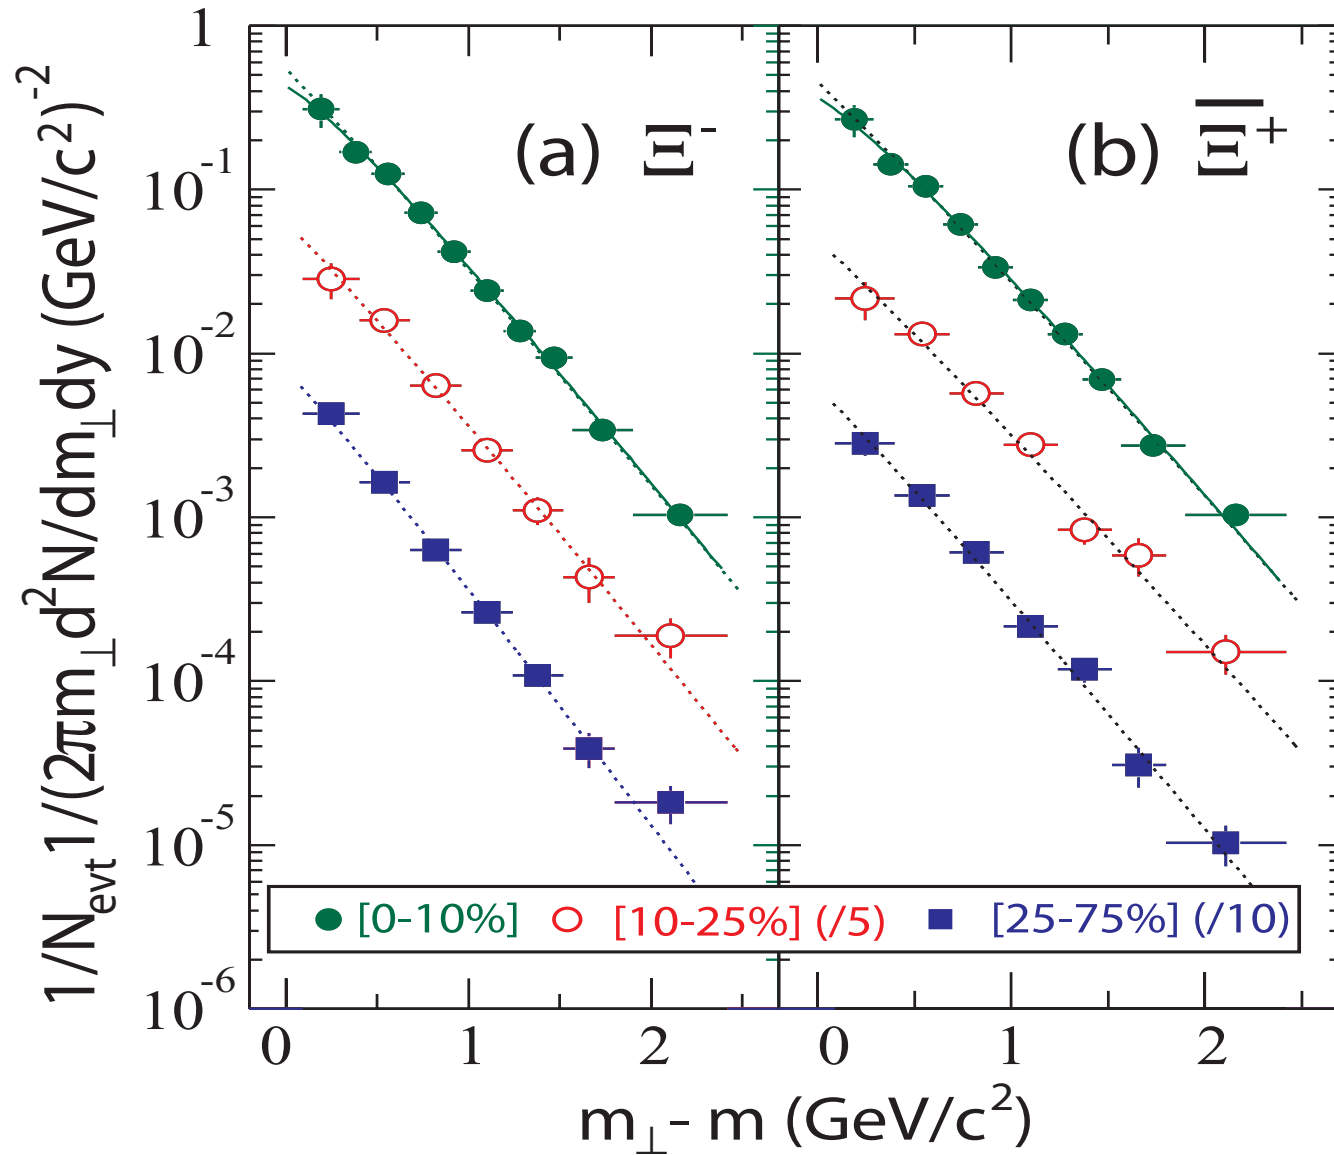 1/N_evt 1/(2πm_⊥ d²N/dm_⊥dy (GeV/c²)⁻²
1
10⁻¹
10⁻²
10⁻³
10⁻⁴
10⁻⁵
10⁻⁶
(a) Ξ⁻
(b) Ξ̅⁺
[0-10%] [10-25%] (/5) [25-75%] (/10)
0 1 2 0 1 2
m_⊥ - m (GeV/c²)